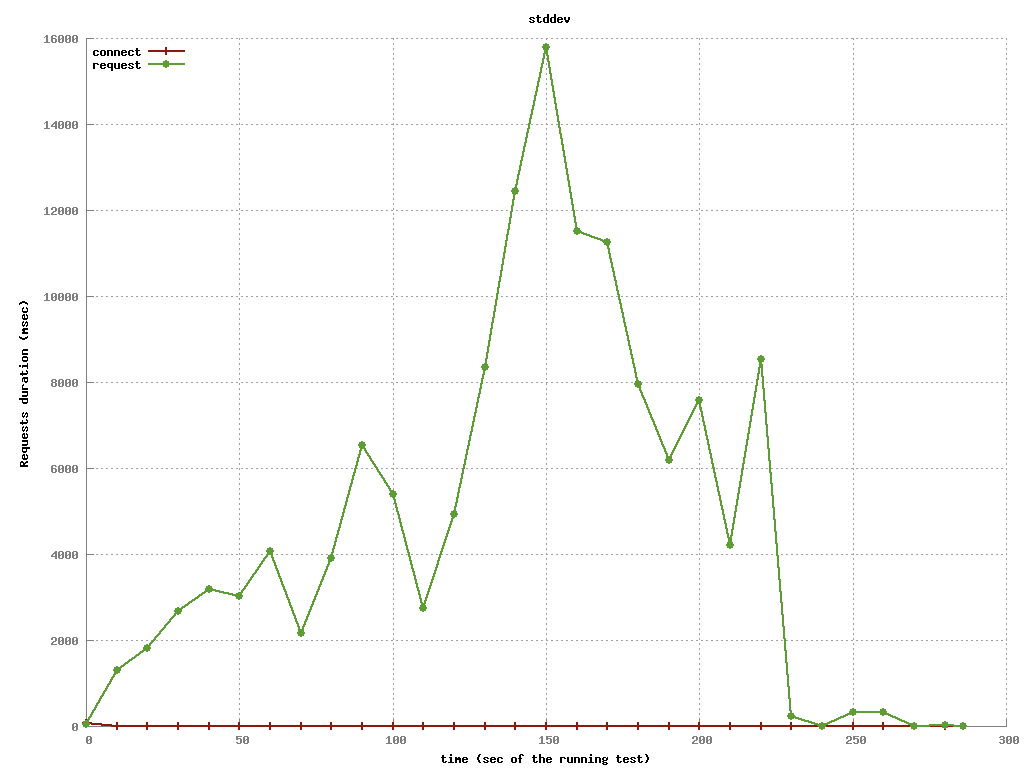 stddev
16000
14000
12000
10000
8000
6000
4000
2000
0
connect
request
Requests duration (msec)
0 50 100 150 200 250 300
time (sec of the running test)